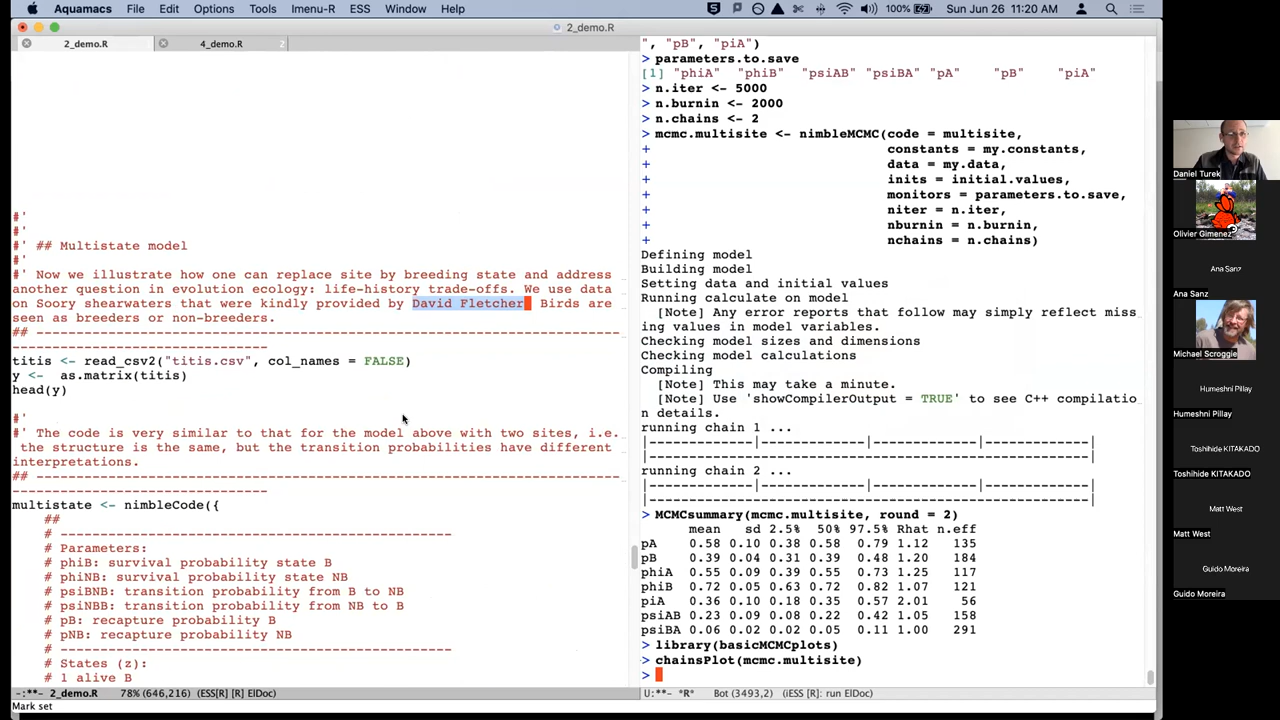 Aquamacs File Edit Options Tools Imenu-R ESS Window Help 100% Sun Jun 26 11:20 AM
2_demo.R
2_demo.R 4_demo.R 2
#'
#'
#' ## Multistate model
#'
#' Now we illustrate how one can replace site by breeding state and address
another question in evolution ecology: life-history trade-offs. We use data
on Soory shearwaters that were kindly provided by David Fletcher. Birds are
seen as breeders or non-breeders.
## --------------------------------------------------------------------------
---------------------------------
titis <- read_csv2("titis.csv", col_names = FALSE)
y <- as.matrix(titis)
head(y)
#'
#' The code is very similar to that for the model above with two sites, i.e.
the structure is the same, but the transition probabilities have different
interpretations.
## --------------------------------------------------------------------------
---------------------------------
multistate <- nimbleCode({
##
# -------------------------------------------------
# Parameters:
# phiB: survival probability state B
# phiNB: survival probability state NB
# psiBNB: transition probability from B to NB
# psiNBB: transition probability from NB to B
# pB: recapture probability B
# pNB: recapture probability NB
# -------------------------------------------------
# States (z):
# 1 alive B
-:**- 2_demo.R 78% (646,216) (ESS[R] [R] ElDoc)
Mark set
", "pB", "piA")
> parameters.to.save
[1] "phiA" "phiB" "psiAB" "psiBA" "pA" "pB" "piA"
> n.iter <- 5000
> n.burnin <- 2000
> n.chains <- 2
> mcmc.multisite <- nimbleMCMC(code = multisite,
+ constants = my.constants,
+ data = my.data,
+ inits = initial.values,
+ monitors = parameters.to.save,
+ niter = n.iter,
+ nburnin = n.burnin,
+ nchains = n.chains)
Defining model
Building model
Setting data and initial values
Running calculate on model
[Note] Any error reports that follow may simply reflect miss
ing values in model variables.
Checking model sizes and dimensions
Checking model calculations
Compiling
[Note] This may take a minute.
[Note] Use 'showCompilerOutput = TRUE' to see C++ compilatio
n details.
running chain 1 ...
|-------------|-------------|-------------|-------------|
|-------------------------------------------------------|
running chain 2 ...
|-------------|-------------|-------------|-------------|
|-------------------------------------------------------|
> MCMCsummary(mcmc.multisite, round = 2)
mean sd 2.5% 50% 97.5% Rhat n.eff
pA 0.58 0.10 0.38 0.58 0.79 1.12 135
pB 0.39 0.04 0.31 0.39 0.48 1.20 184
phiA 0.55 0.09 0.39 0.55 0.73 1.25 117
phiB 0.72 0.05 0.63 0.72 0.82 1.07 121
piA 0.36 0.10 0.18 0.35 0.57 2.01 56
psiAB 0.23 0.09 0.08 0.22 0.42 1.05 158
psiBA 0.06 0.02 0.02 0.05 0.11 1.00 291
> library(basicMCMCplots)
> chainsPlot(mcmc.multisite)
>
U:**- *R* Bot (3493,2) (iESS [R]: run ElDoc)
Daniel Turek
Olivier Gimenez
Ana Sanz
Ana Sanz
Michael Scroggie
Humeshni Pillay
Humeshni Pillay
Toshihide KITAKADO
Toshihide KITAKADO
Matt West
Matt West
Guido Moreira
Guido Moreira